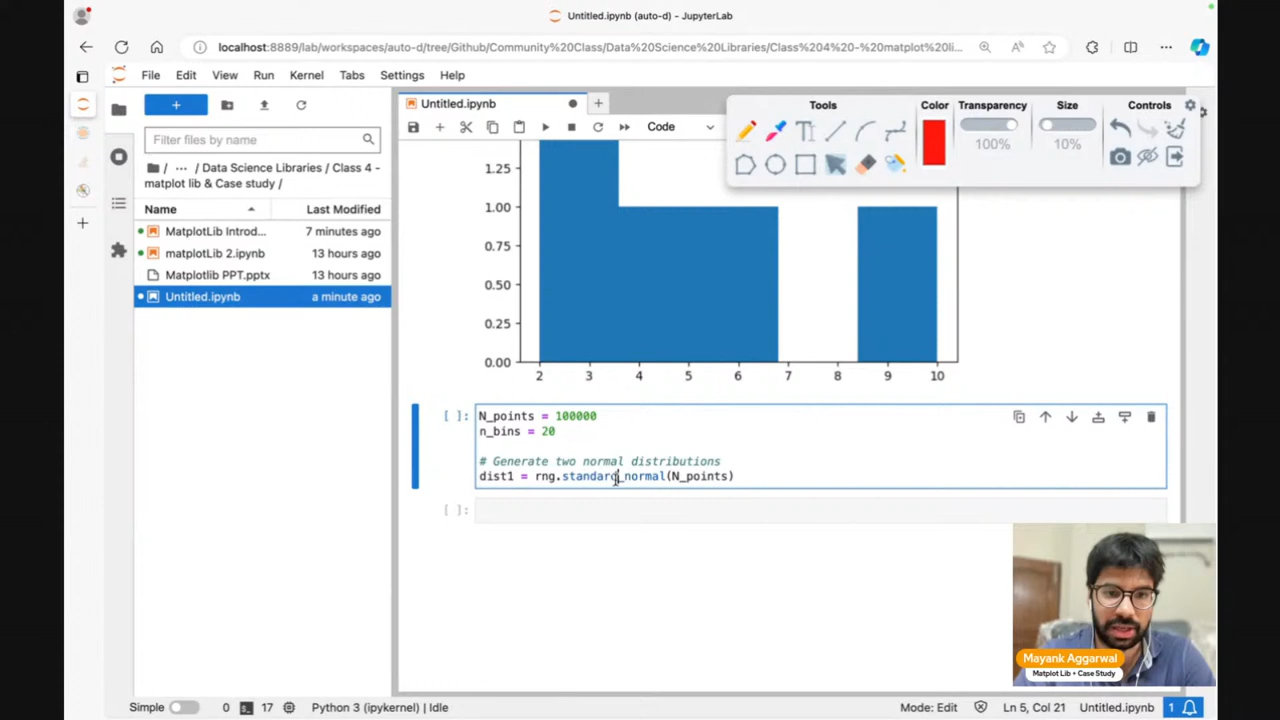 Untitled.ipynb (auto-d) - JupyterLab
localhost:8889/lab/workspaces/auto-d/tree/Github/Community%20Class/Data%20Science%20Libraries/Class%204%20-%20matplot%20li...
File Edit View Run Kernel Tabs Settings Help
Untitled.ipynb
Code
Tools Color Transparency Size Controls
100% 10%
Filter files by name
/ ... / Data Science Libraries / Class 4 -
matplot lib & Case study /
Name Last Modified
MatplotLib Introd... 7 minutes ago
matplotLib 2.ipynb 13 hours ago
Matplotlib PPT.pptx 13 hours ago
Untitled.ipynb a minute ago
1.25
1.00
0.75
0.50
0.25
0.00
2 3 4 5 6 7 8 9 10
[ ]: N_points = 100000
n_bins = 20
# Generate two normal distributions
dist1 = rng.standard_normal(N_points)
[ ]:
Mayank Aggarwal
Matplot Lib + Case Study
Simple 0 17 Python 3 (ipykernel) | Idle Mode: Edit Ln 5, Col 21 Untitled.ipynb 1